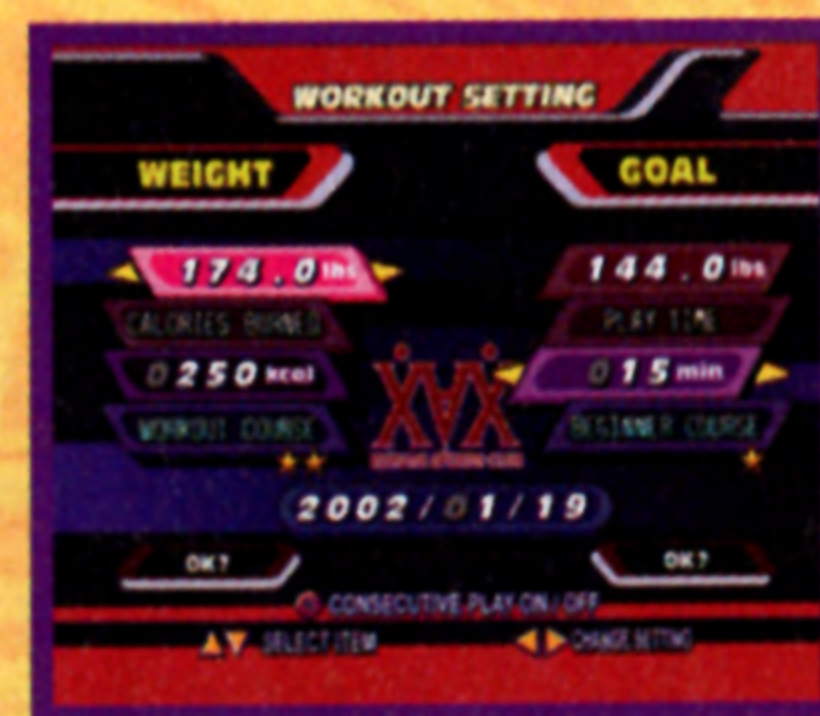 WORKOUT SETTING
WEIGHT
GOAL
174.0 lbs
144.0 lbs
CALORIES BURNED
PLAY TIME
0250 kcal
015 min
WORKOUT COURSE
BEGINNER COURSE
2002/01/19
OK?
OK?
CONSECUTIVE PLAY ON / OFF
SELECT ITEM
CHANGE SETTING